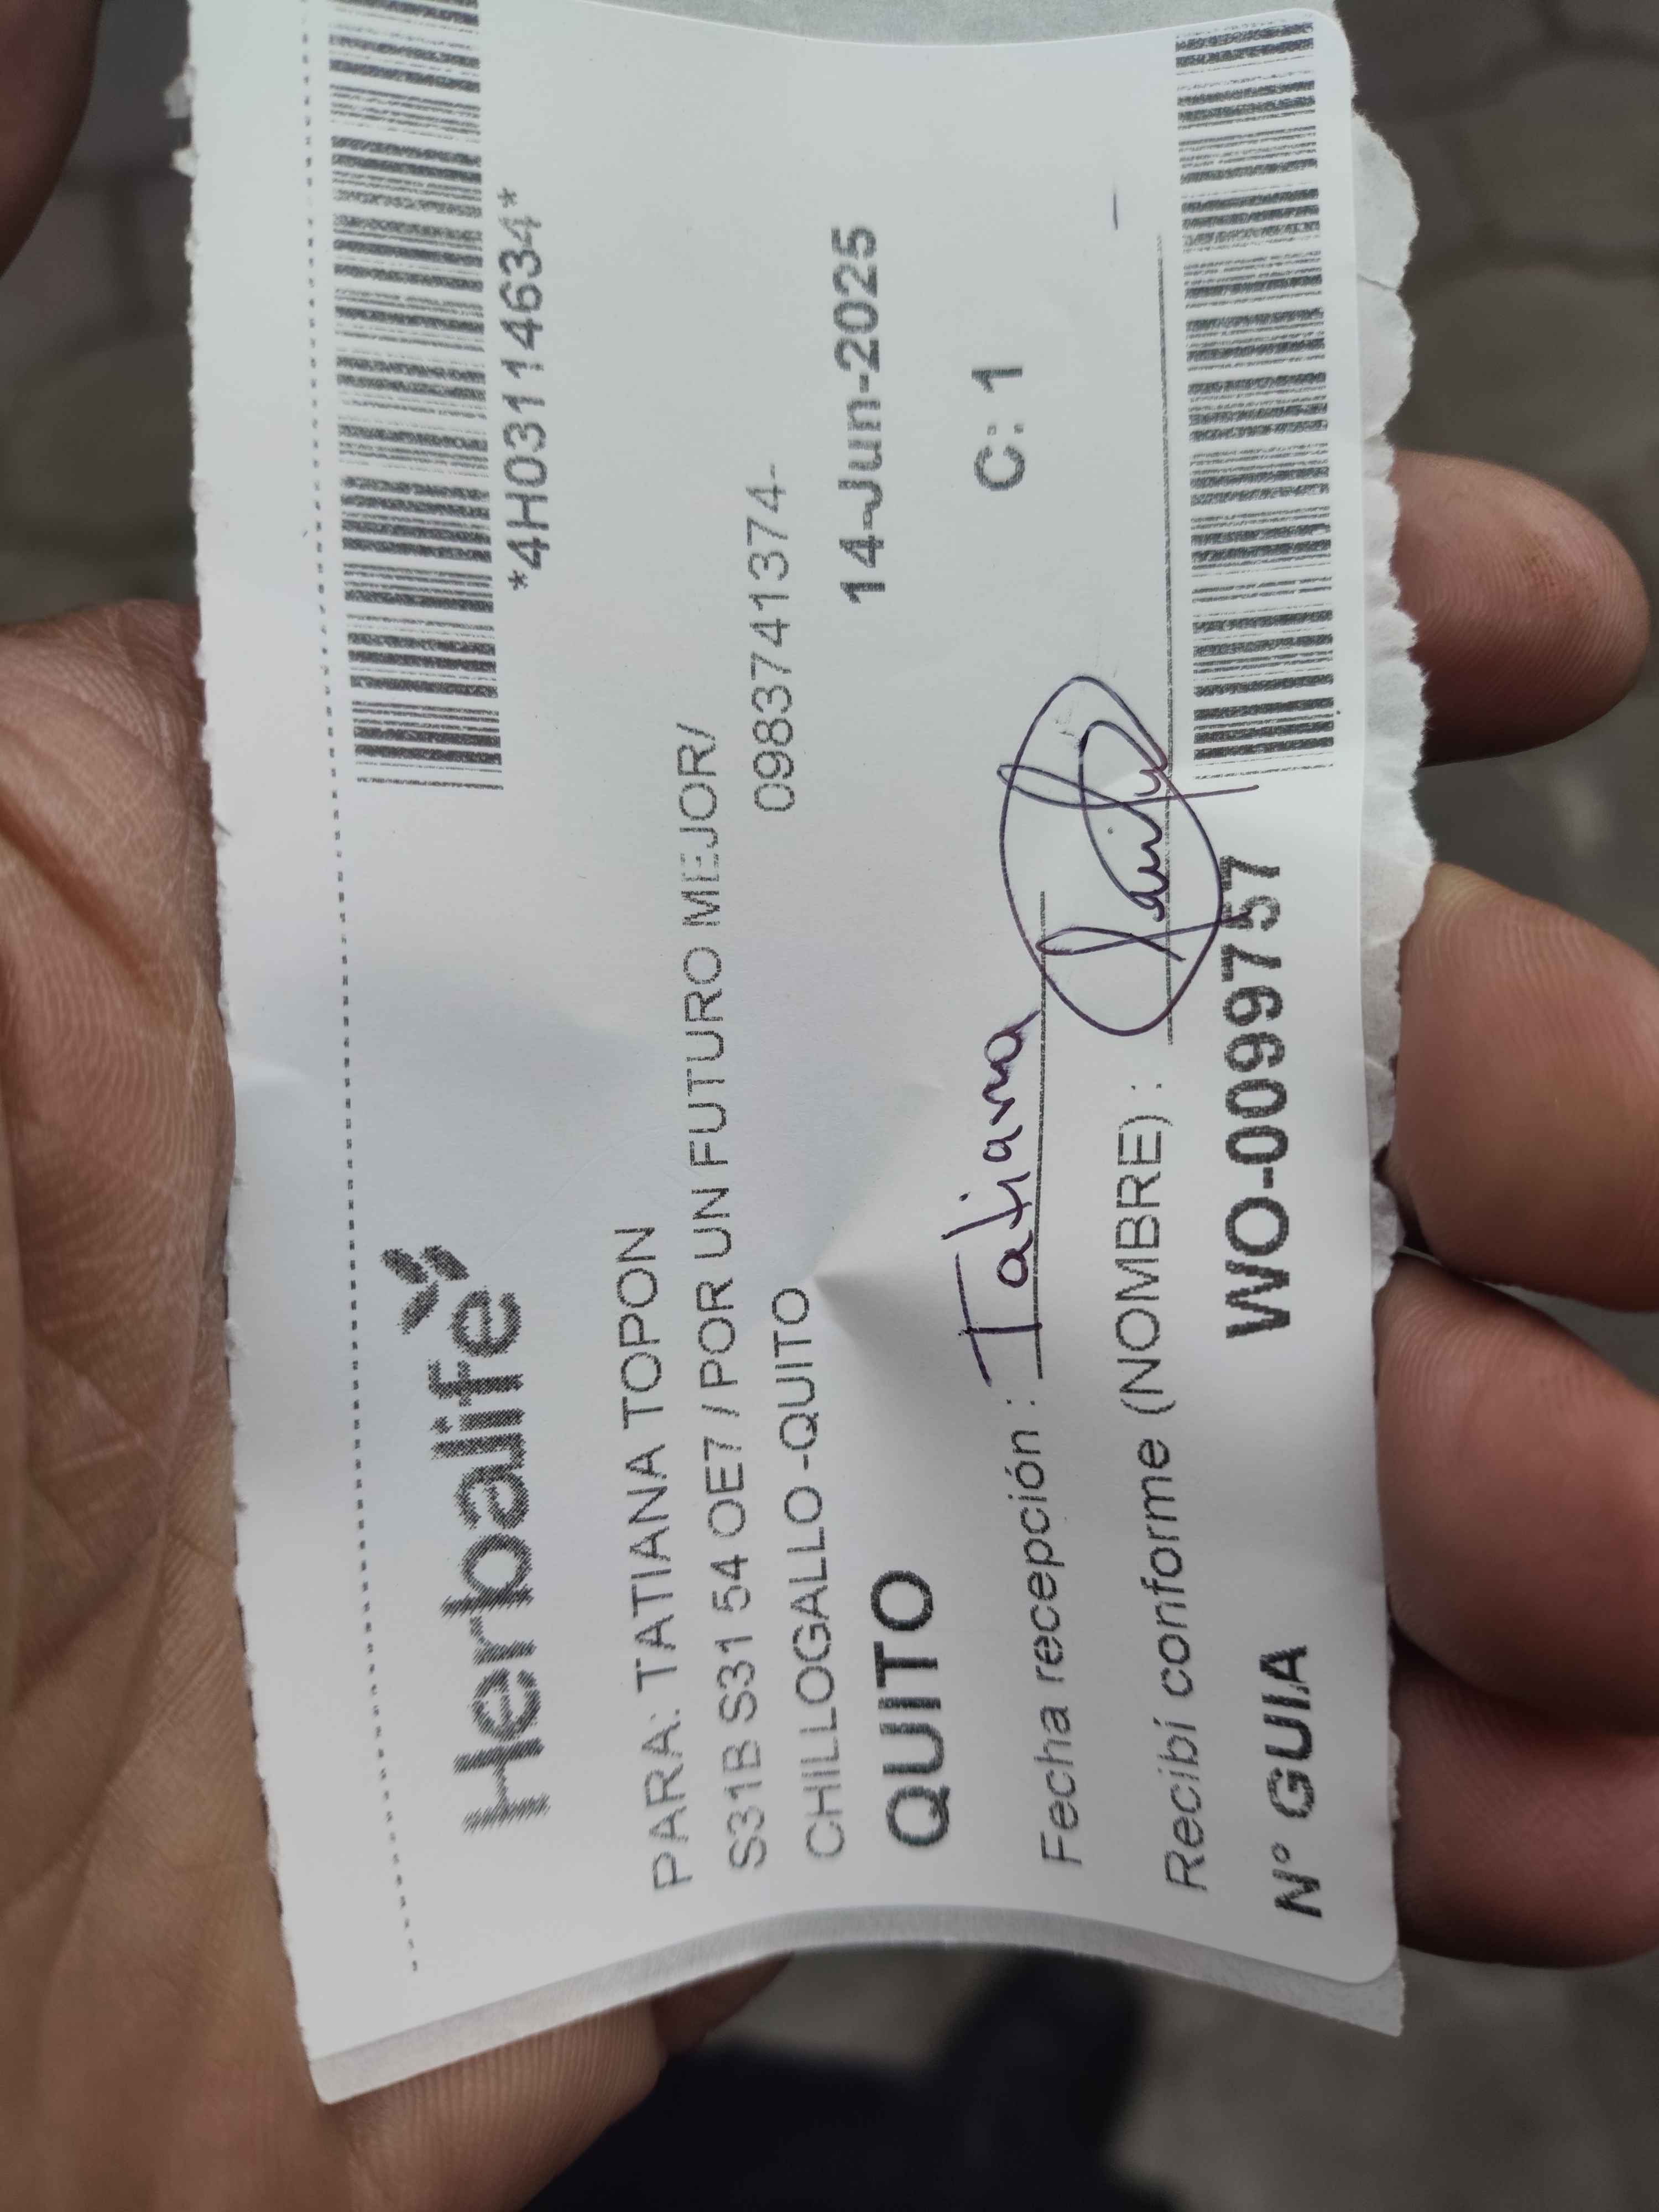 *4H03114634*
Herbalife
PARA: TATIANA TOPON
S31B S31 54 OE7 / POR UN FUTURO MEJOR/
CHILLOGALLO -QUITO 0983741374-
QUITO 14-Jun-2025
Fecha recepción : Tatiana C: 1
Recibí conforme (NOMBRE) :
N° GUIA WO-0099757